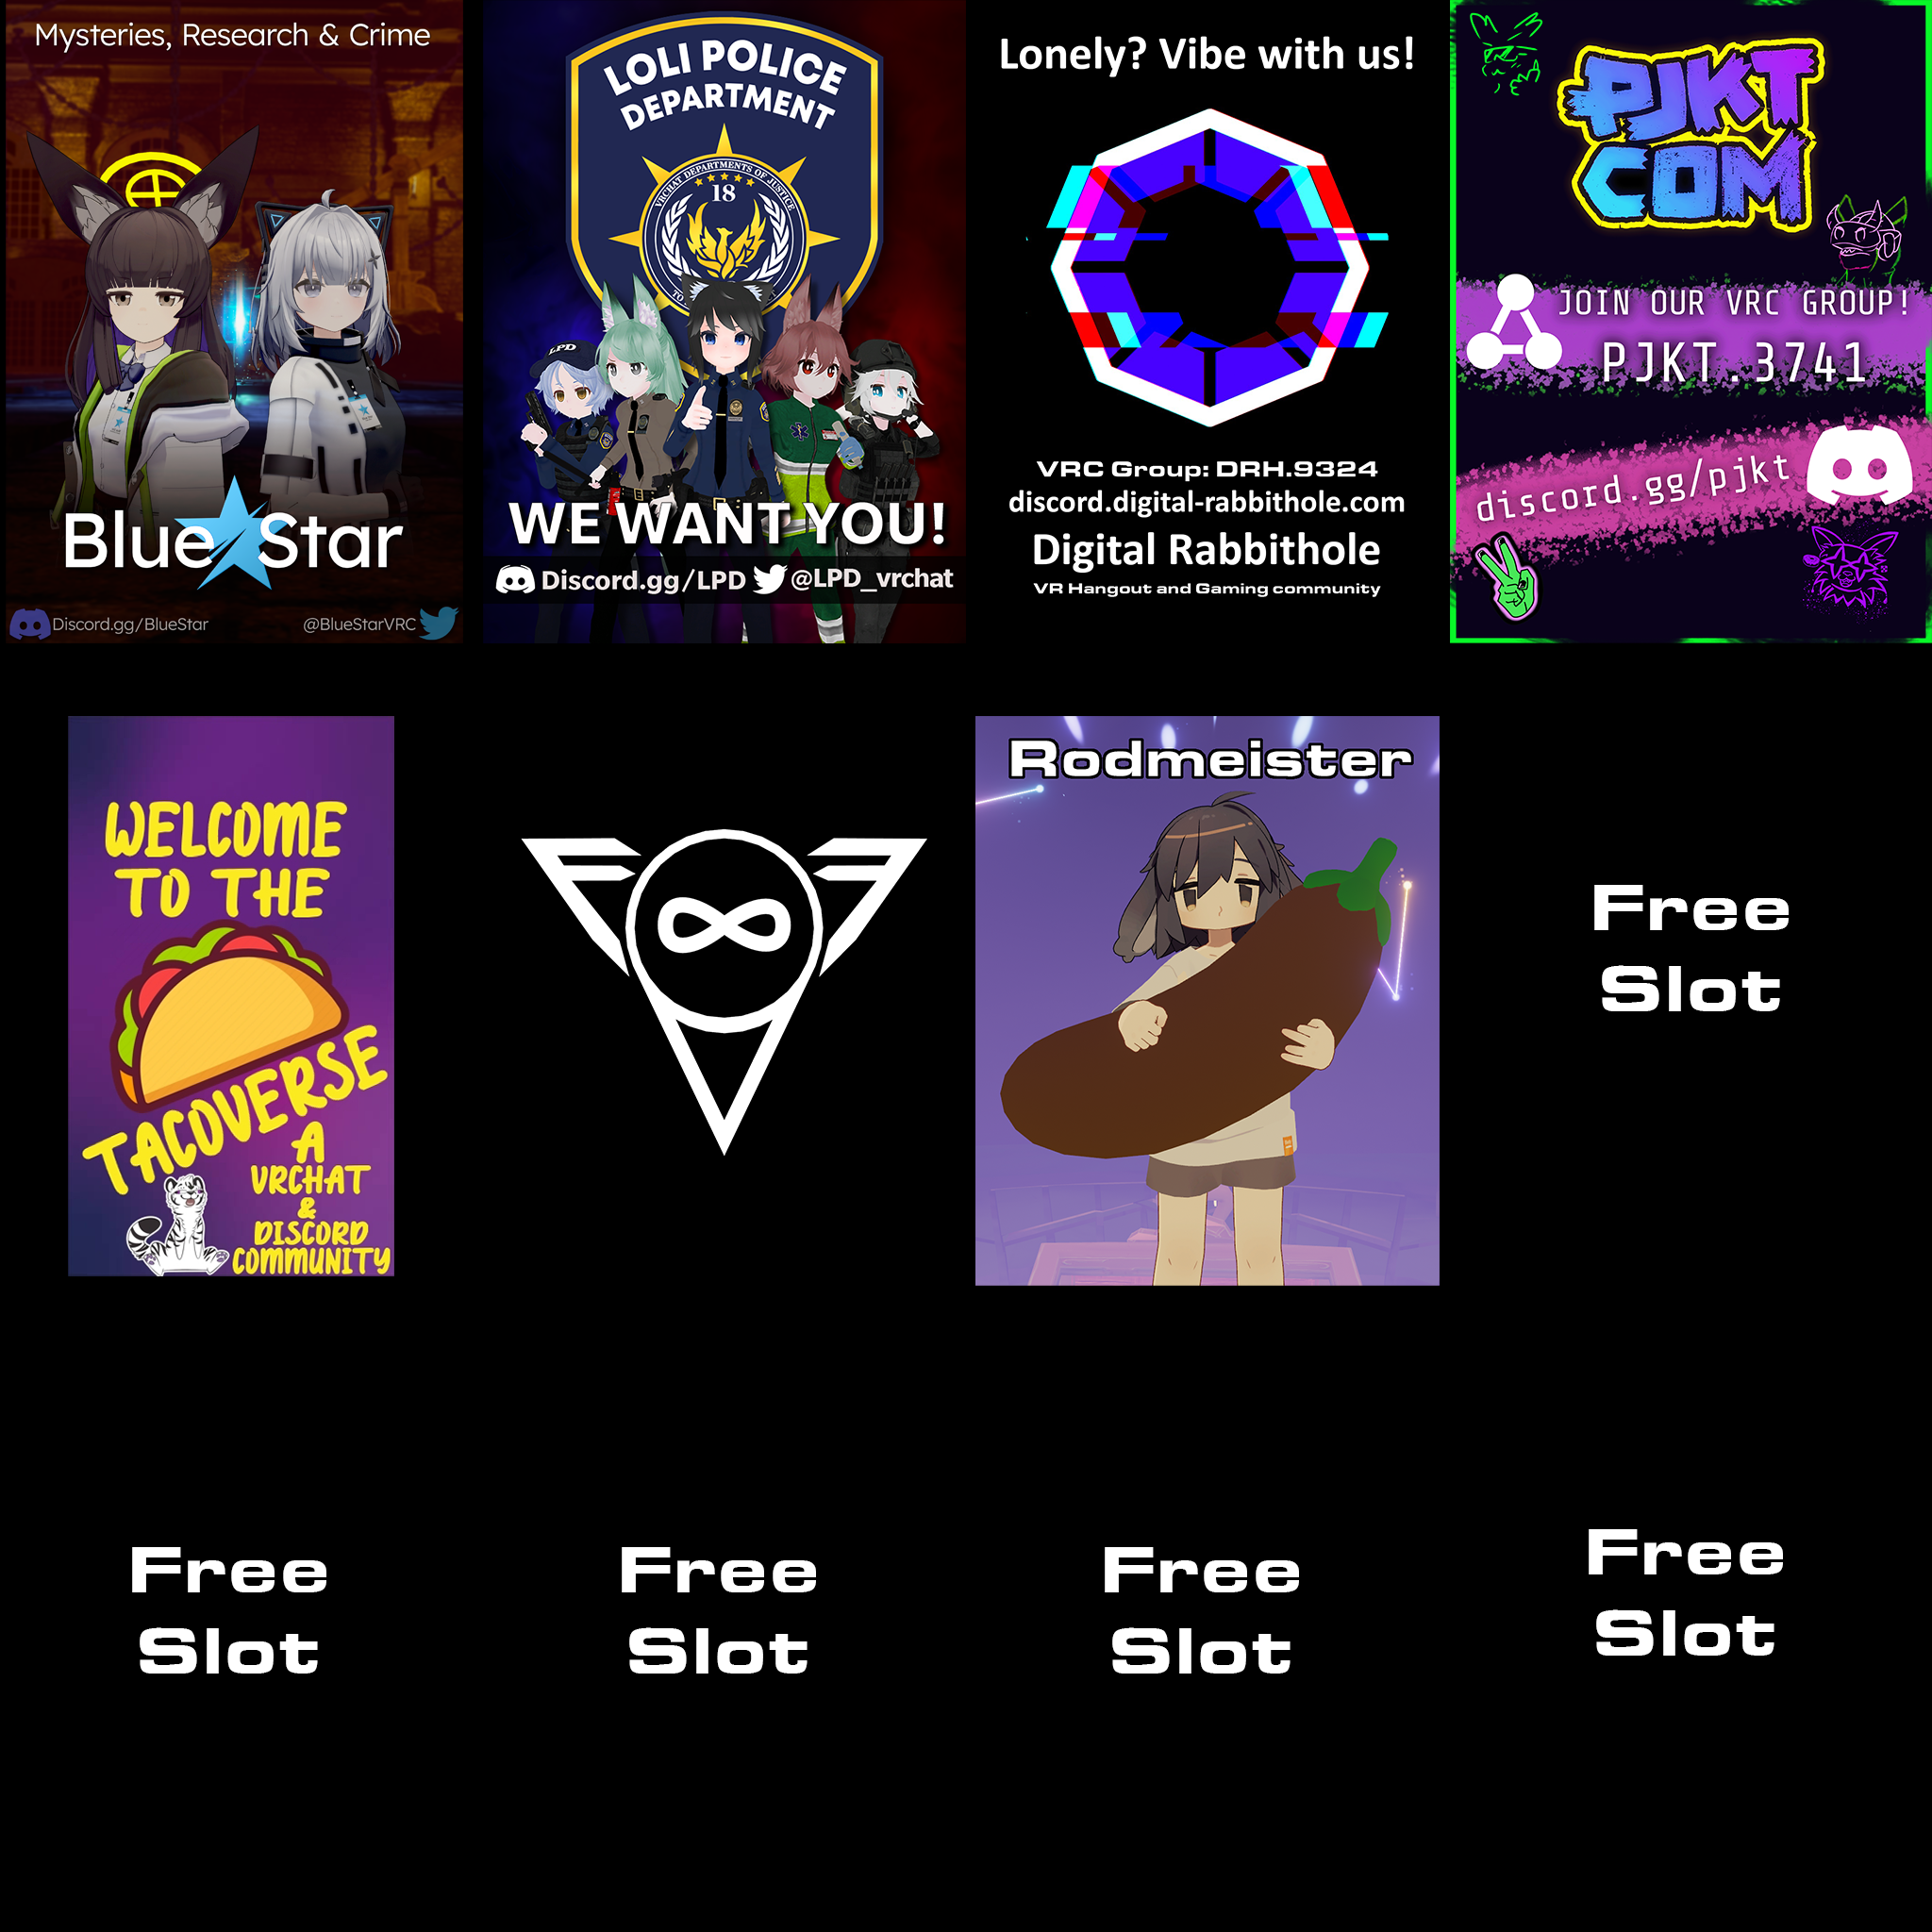 Mysteries, Research & Crime
Blue Star
Discord.gg/BlueStar
@BlueStarVRC
LOLI POLICE
DEPARTMENT
VRCHAT DEPARTMENTS OF JUSTICE
18
TO
LPD
WE WANT YOU!
Discord.gg/LPD @LPD_vrchat
Lonely? Vibe with us!
VRC Group: DRH.9324
discord.digital-rabbithole.com
Digital Rabbithole
VR Hangout and Gaming community
PJKT
COM
JOIN OUR VRC GROUP!
PJKT.3741
discord.gg/pjkt
WELCOME
TO THE
TACOVERSE
A
VRCHAT
&
DISCORD
COMMUNITY
Rodmeister
Free
Slot
Free
Slot
Free
Slot
Free
Slot
Free
Slot